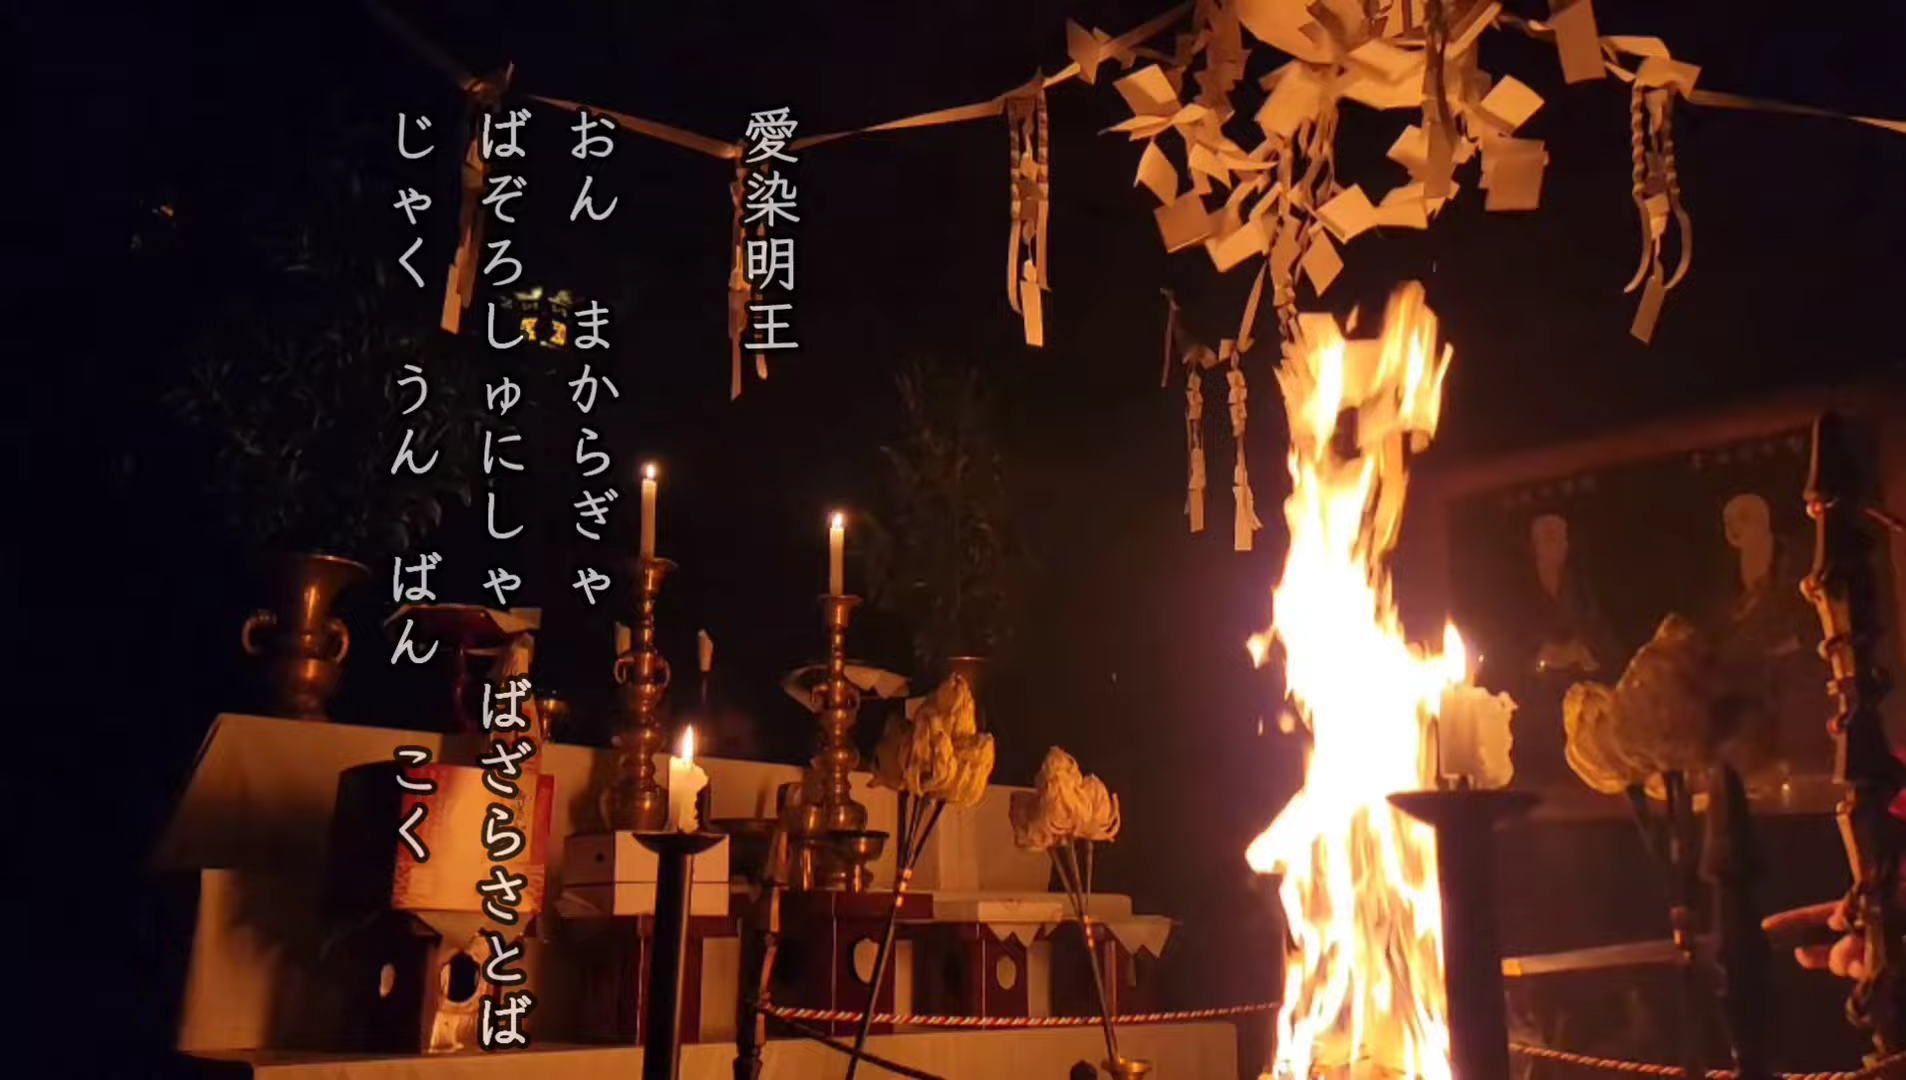 愛染明王
おん　まからぎゃ
ばぞろしゅにしゃ　ばざらさとば
じゃく　うん　ばん　こく